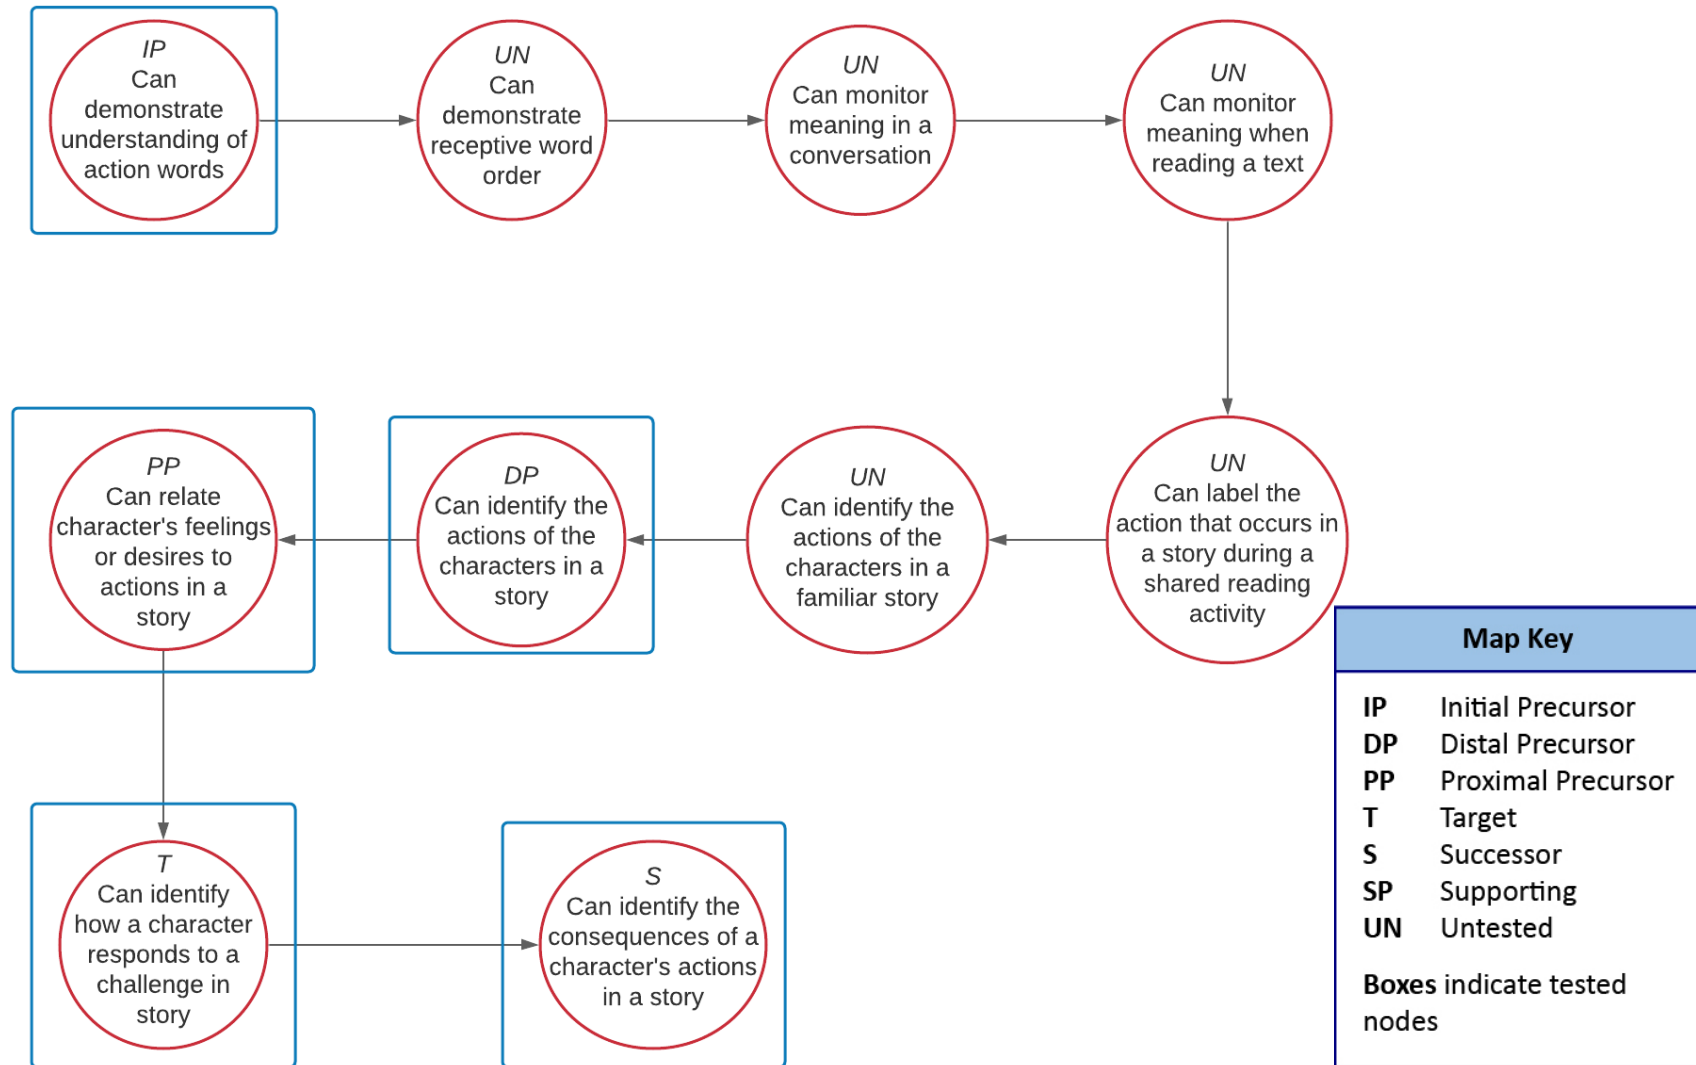 IP
Can
demonstrate
understanding of
action words
UN
Can
demonstrate
receptive word
order
UN
Can monitor
meaning in a
conversation
UN
Can monitor
meaning when
reading a text
PP
Can relate
character's feelings
or desires to
actions in a
story
DP
Can identify the
actions of the
characters in a
story
UN
Can identify the
actions of the
characters in a
familiar story
UN
Can label the
action that occurs in
a story during a
shared reading
activity
T
Can identify
how a character
responds to a
challenge in
story
S
Can identify the
consequences of a
character's actions
in a story
Map Key
IP Initial Precursor
DP Distal Precursor
PP Proximal Precursor
T Target
S Successor
SP Supporting
UN Untested
Boxes indicate tested
nodes